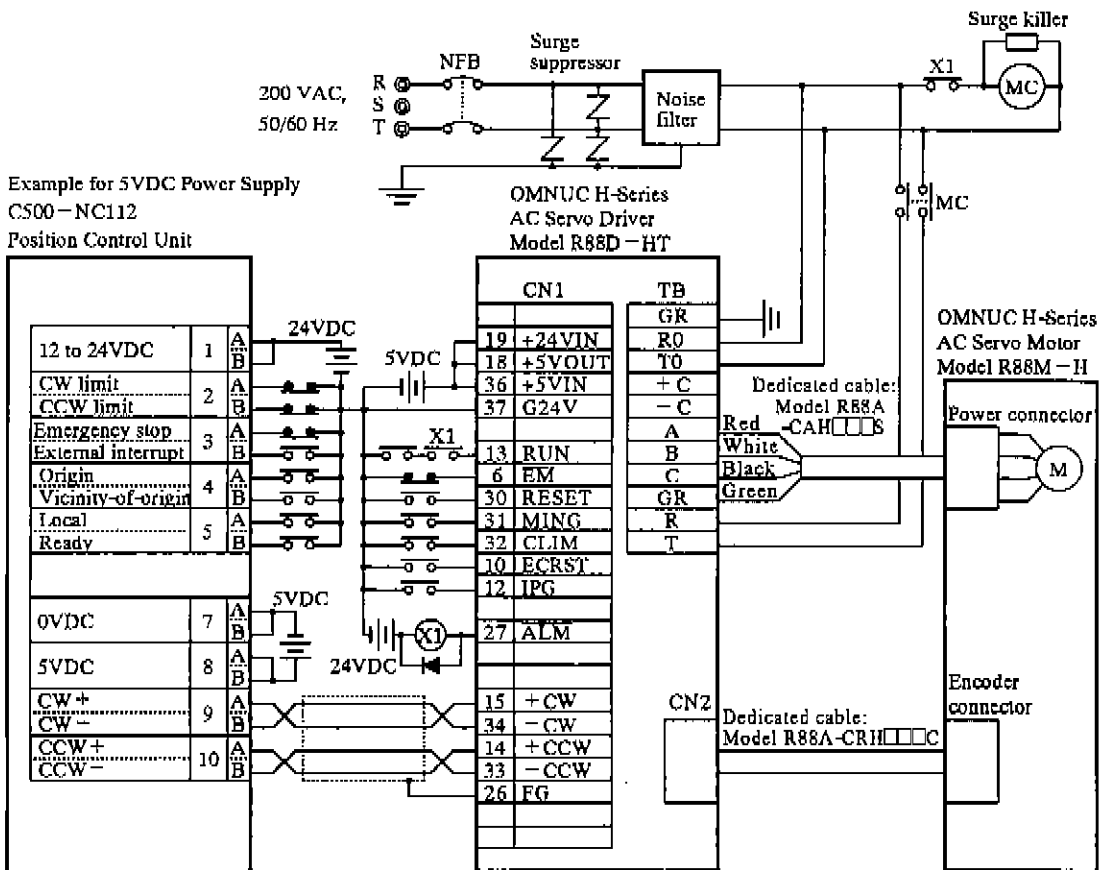 Surge killer
Surge
suppressor
NFB
X1
MC
200 VAC,
50/60 Hz
R
S
T
Noise
filter
MC
Example for 5VDC Power Supply
C500-NC112
Position Control Unit
OMNUC H-Series
AC Servo Driver
Model R88D-HT
OMNUC H-Series
AC Servo Motor
Model R88M-H
12 to 24VDC 1 A B
CW limit 2 A
CCW limit B
Emergency stop 3 A
External interrupt B
Origin 4 A
Vicinity-of-origin B
Local 5 A
Ready B
0VDC 7 A B
5VDC 8 A B
CW+ 9 A
CW- B
CCW+ 10 A
CCW- B
24VDC
5VDC
X1
5VDC
X1
24VDC
CN1
19 +24VIN
18 +5VOUT
36 +5VIN
37 G24V
13 RUN
6 EM
30 RESET
31 MING
32 CLIM
10 ECRST
12 IPG
27 ALM
15 +CW
34 -CW
14 +CCW
33 -CCW
26 FG
TB
GR
R0
T0
+C
-C
A
B
C
GR
R
T
CN2
Dedicated cable:
Model R88A
-CAH□□□S
Red
White
Black
Green
Power connector
M
Dedicated cable:
Model R88A-CRH□□□C
Encoder
connector